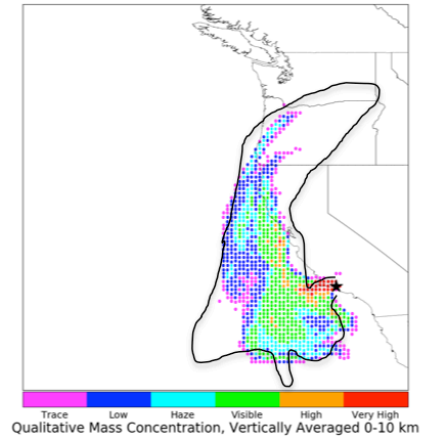 Trace Low Haze Visible High Very High
Qualitative Mass Concentration, Vertically Averaged 0-10 km